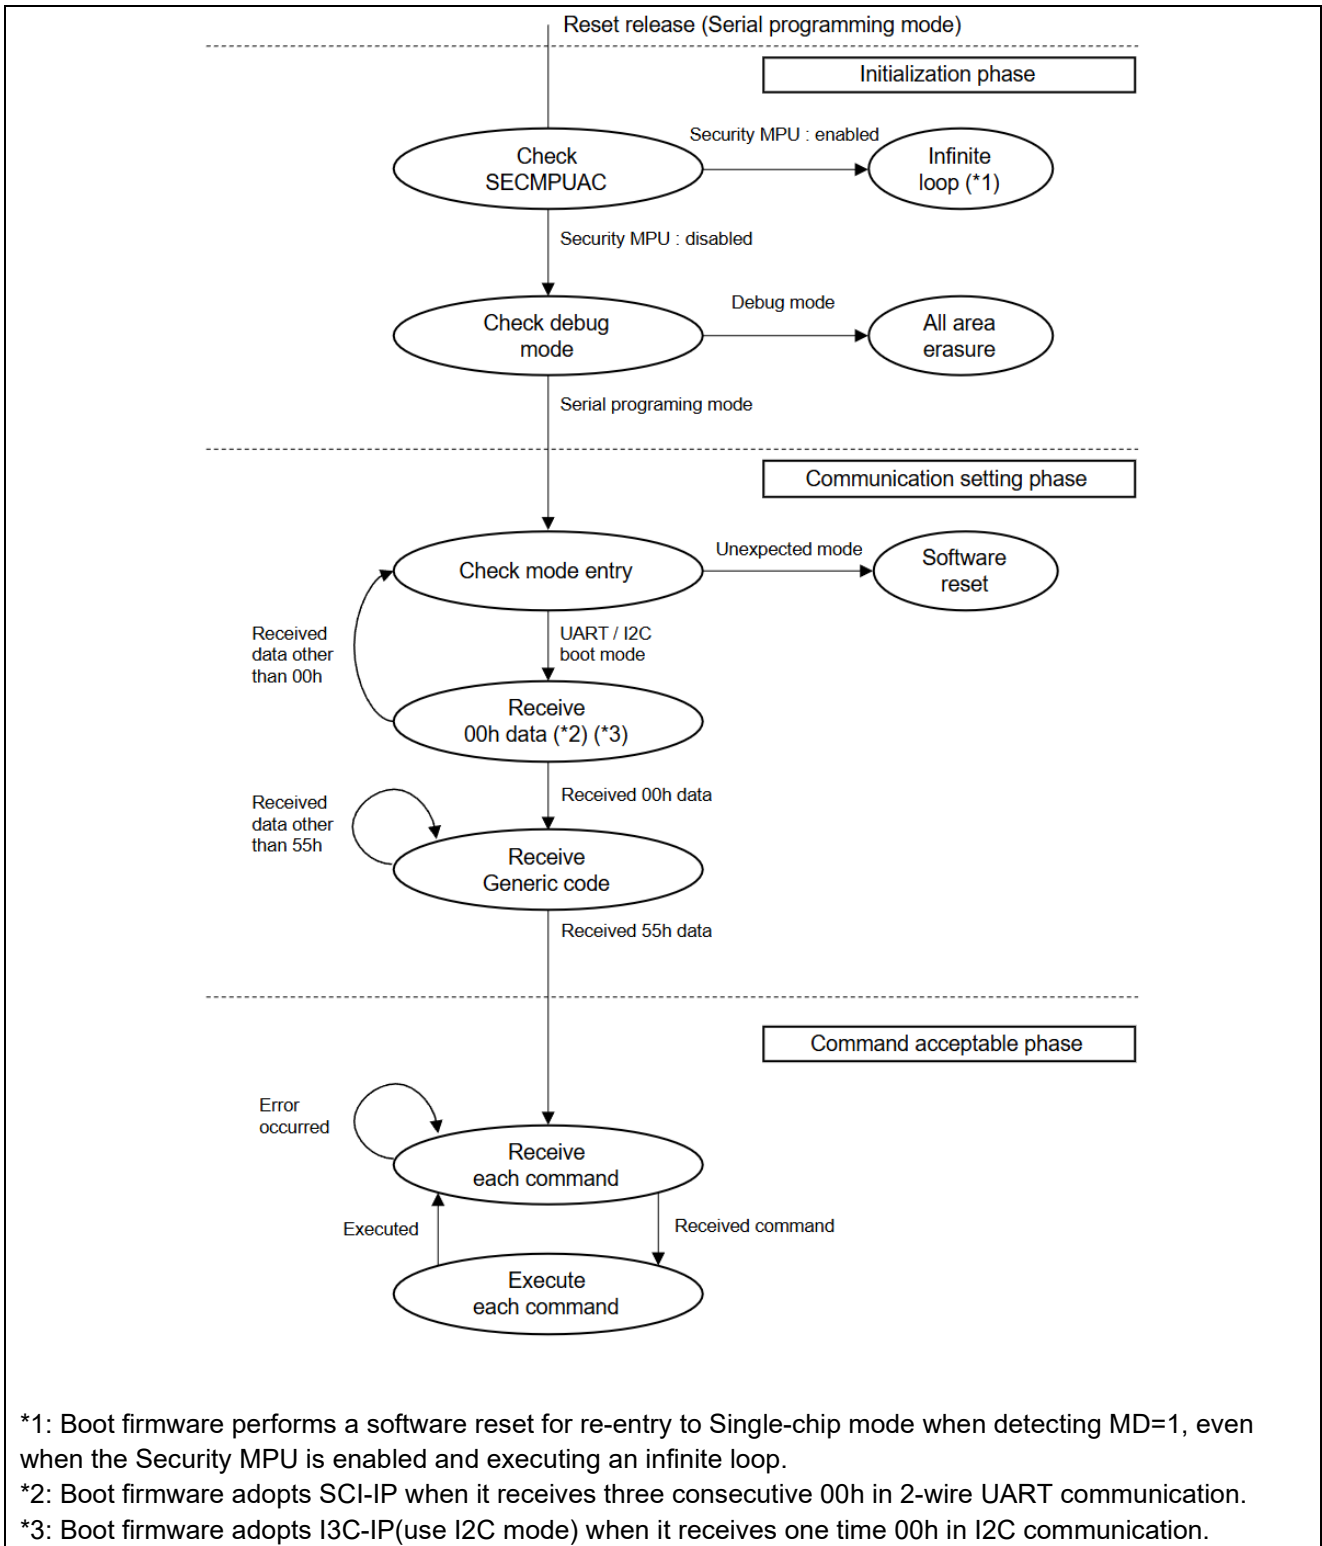 Reset release (Serial programming mode)
Initialization phase
Security MPU : enabled
Check
SECMPUAC
Infinite
loop (*1)
Security MPU : disabled
Debug mode
Check debug
mode
All area
erasure
Serial programing mode
Communication setting phase
Unexpected mode
Check mode entry
Software
reset
Received
data other
than 00h
UART / I2C
boot mode
Receive
00h data (*2) (*3)
Received 00h data
Received
data other
than 55h
Receive
Generic code
Received 55h data
Command acceptable phase
Error
occurred
Receive
each command
Executed
Received command
Execute
each command
*1: Boot firmware performs a software reset for re-entry to Single-chip mode when detecting MD=1, even
when the Security MPU is enabled and executing an infinite loop.
*2: Boot firmware adopts SCI-IP when it receives three consecutive 00h in 2-wire UART communication.
*3: Boot firmware adopts I3C-IP(use I2C mode) when it receives one time 00h in I2C communication.